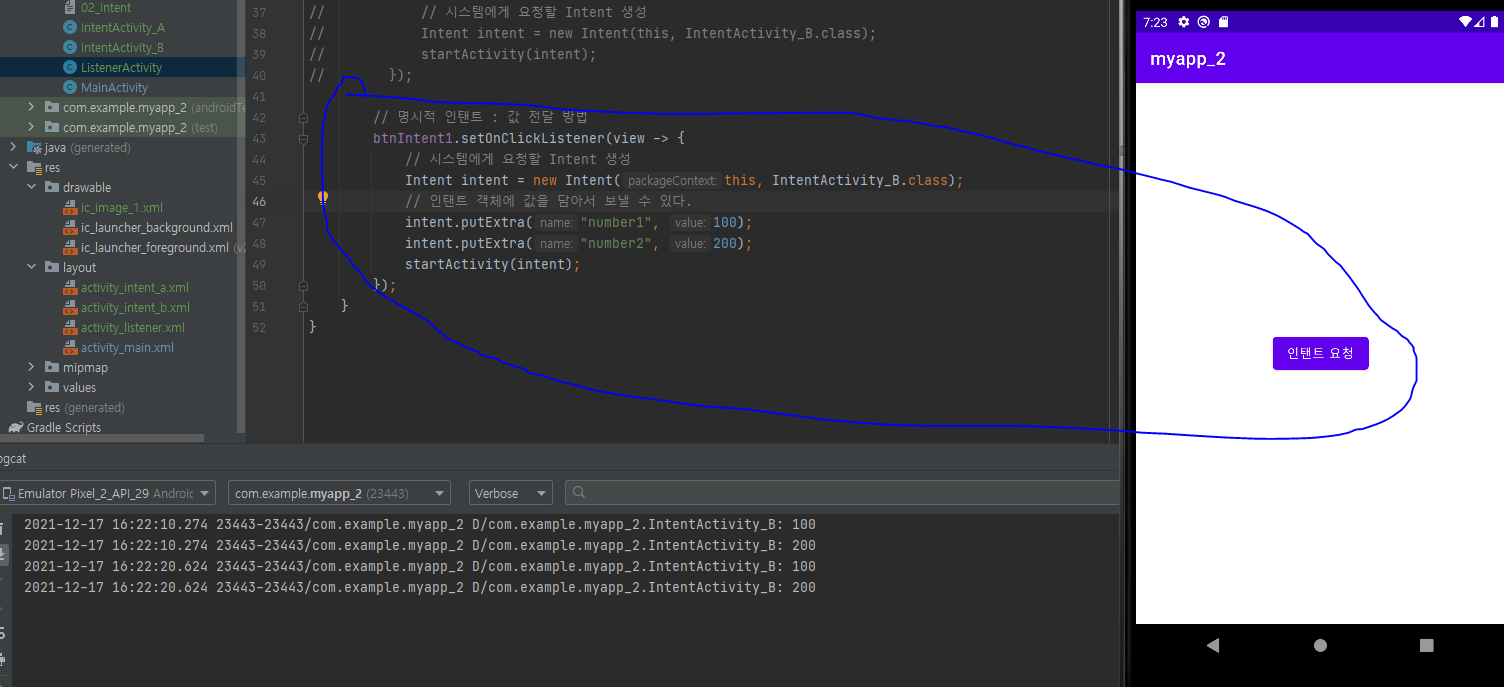 02_Intent
IntentActivity_A
IntentActivity_B
ListenerActivity
MainActivity
com.example.myapp_2 (androidTe
com.example.myapp_2 (test)
java (generated)
res
drawable
ic_image_1.xml
ic_launcher_background.xml
ic_launcher_foreground.xml (v2
layout
activity_intent_a.xml
activity_intent_b.xml
activity_listener.xml
activity_main.xml
mipmap
values
res (generated)
Gradle Scripts
37 // // 시스템에게 요청할 Intent 생성
38 // Intent intent = new Intent(this, IntentActivity_B.class);
39 // startActivity(intent);
40 // });
41
42 // 명시적 인텐트 : 값 전달 방법
43 btnIntent1.setOnClickListener(view -> {
44 // 시스템에게 요청할 Intent 생성
45 Intent intent = new Intent( packageContext: this, IntentActivity_B.class);
46 // 인탠트 객체에 값을 담아서 보낼 수 있다.
47 intent.putExtra( name: "number1", value: 100);
48 intent.putExtra( name: "number2", value: 200);
49 startActivity(intent);
50 });
51 }
52 }
7:23
myapp_2
인탠트 요청
ogcat
Emulator Pixel_2_API_29 Android
com.example.myapp_2 (23443)
Verbose
2021-12-17 16:22:10.274 23443-23443/com.example.myapp_2 D/com.example.myapp_2.IntentActivity_B: 100
2021-12-17 16:22:10.274 23443-23443/com.example.myapp_2 D/com.example.myapp_2.IntentActivity_B: 200
2021-12-17 16:22:20.624 23443-23443/com.example.myapp_2 D/com.example.myapp_2.IntentActivity_B: 100
2021-12-17 16:22:20.624 23443-23443/com.example.myapp_2 D/com.example.myapp_2.IntentActivity_B: 200